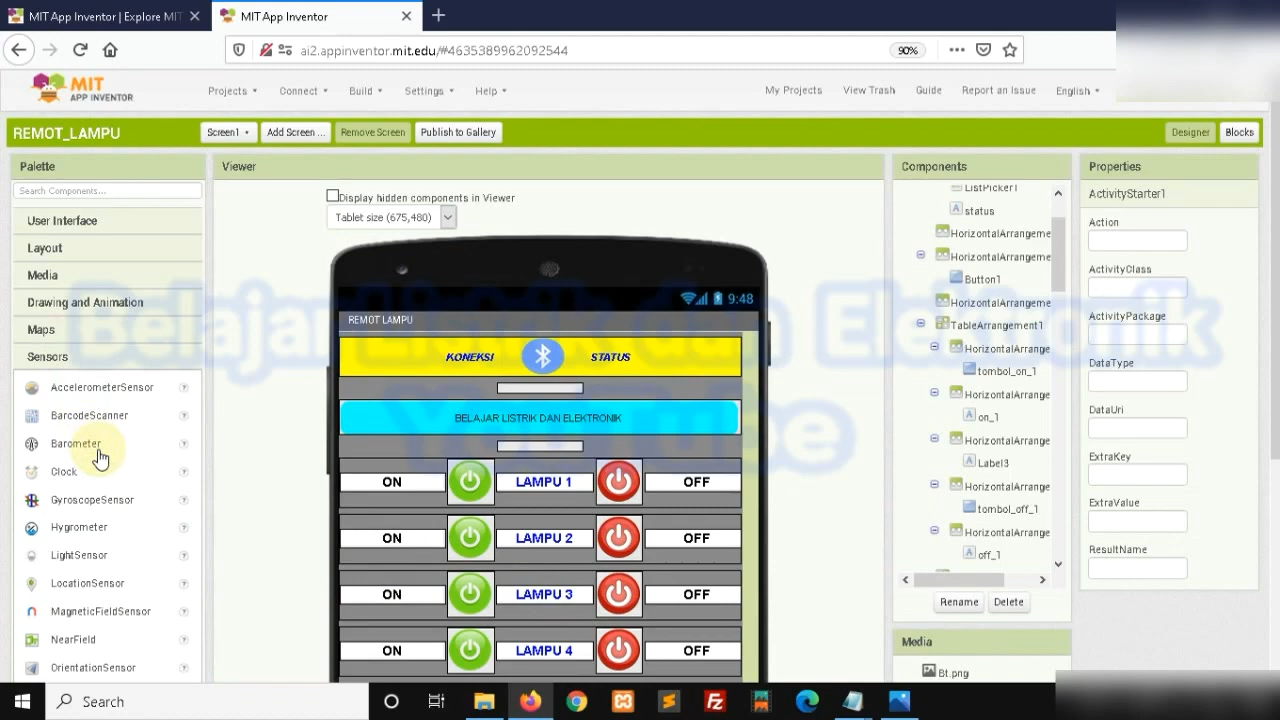 MIT App Inventor | Explore MIT
MIT App Inventor
ai2.appinventor.mit.edu/#4635389962092544
90%
MIT
APP INVENTOR
Projects
Connect
Build
Settings
Help
My Projects
View Trash
Guide
Report an Issue
English
REMOT_LAMPU
Screen1
Add Screen ...
Remove Screen
Publish to Gallery
Designer
Blocks
Palette
Search Components...
User Interface
Layout
Media
Drawing and Animation
Maps
Sensors
AccelerometerSensor
BarcodeScanner
Barometer
Clock
GyroscopeSensor
Hygrometer
LightSensor
LocationSensor
MagneticFieldSensor
NearField
OrientationSensor
Viewer
Display hidden components in Viewer
Tablet size (675,480)
9:48
REMOT LAMPU
KONEKSI
STATUS
BELAJAR LISTRIK DAN ELEKTRONIK
ON LAMPU 1 OFF
ON LAMPU 2 OFF
ON LAMPU 3 OFF
ON LAMPU 4 OFF
Belajar Listrik dan Elektronik
YouTube
Components
ListPicker1
status
HorizontalArrangeme
HorizontalArrangeme
Button1
HorizontalArrangeme
TableArrangement1
HorizontalArrange
tombol_on_1
HorizontalArrange
on_1
HorizontalArrange
Label3
HorizontalArrange
tombol_off_1
HorizontalArrange
off_1
Rename
Delete
Media
Bt.png
Properties
ActivityStarter1
Action
ActivityClass
ActivityPackage
DataType
DataUri
ExtraKey
ExtraValue
ResultName
Search